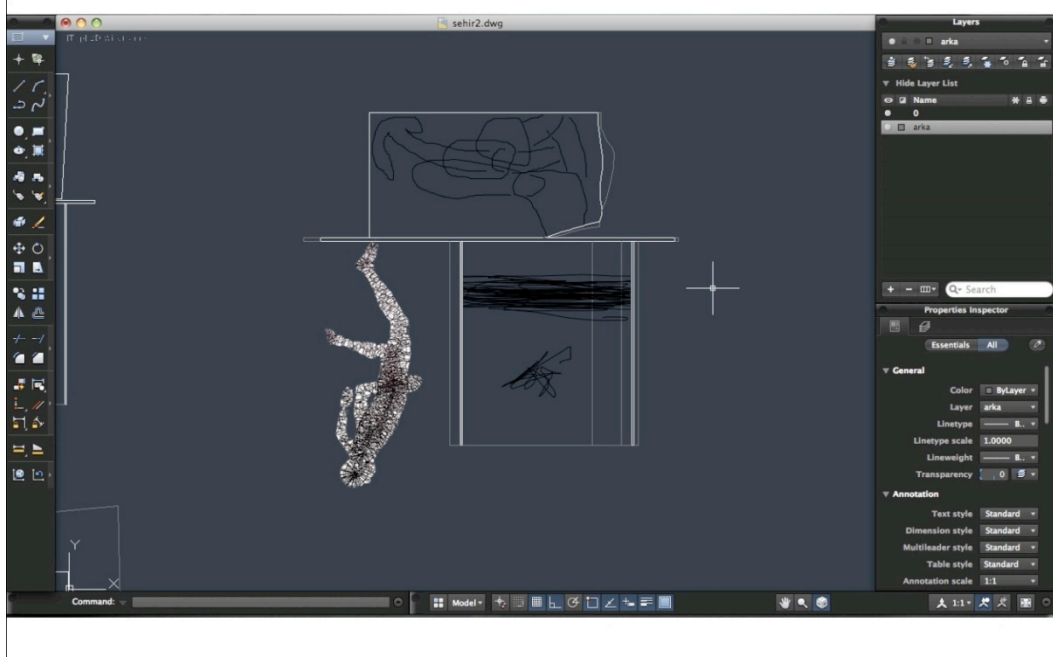 sehir2.dwg
Layers
arka
Hide Layer List
Name
0
arka
Search
Properties Inspector
Essentials All
General
Color ByLayer
Layer arka
Linetype B..
Linetype scale 1.0000
Lineweight B..
Transparency 0
Annotation
Text style Standard
Dimension style Standard
Multileader style Standard
Table style Standard
Annotation scale 1:1
Y
X
Command:
Model
1:1